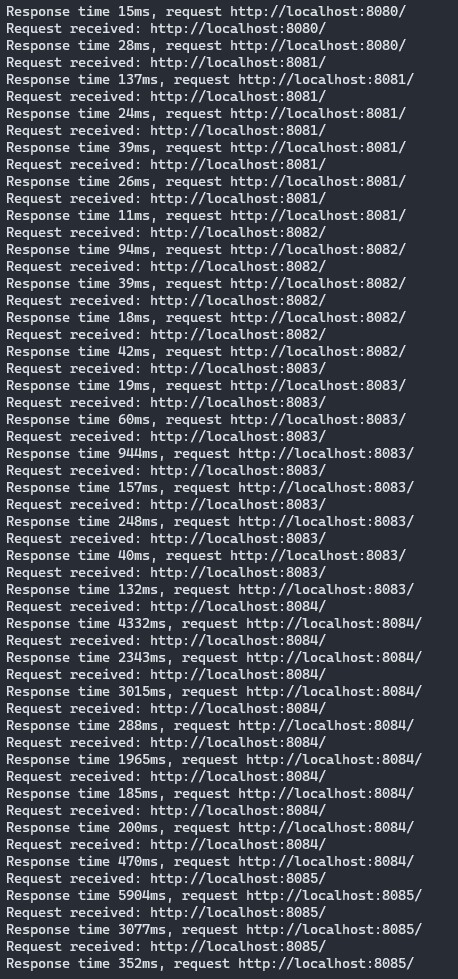 Response time 15ms, request http://localhost:8080/
Request received: http://localhost:8080/
Response time 28ms, request http://localhost:8080/
Request received: http://localhost:8081/
Response time 137ms, request http://localhost:8081/
Request received: http://localhost:8081/
Response time 24ms, request http://localhost:8081/
Request received: http://localhost:8081/
Response time 39ms, request http://localhost:8081/
Request received: http://localhost:8081/
Response time 26ms, request http://localhost:8081/
Request received: http://localhost:8081/
Response time 11ms, request http://localhost:8081/
Request received: http://localhost:8082/
Response time 94ms, request http://localhost:8082/
Request received: http://localhost:8082/
Response time 39ms, request http://localhost:8082/
Request received: http://localhost:8082/
Response time 18ms, request http://localhost:8082/
Request received: http://localhost:8082/
Response time 42ms, request http://localhost:8082/
Request received: http://localhost:8083/
Response time 19ms, request http://localhost:8083/
Request received: http://localhost:8083/
Response time 60ms, request http://localhost:8083/
Request received: http://localhost:8083/
Response time 944ms, request http://localhost:8083/
Request received: http://localhost:8083/
Response time 157ms, request http://localhost:8083/
Request received: http://localhost:8083/
Response time 248ms, request http://localhost:8083/
Request received: http://localhost:8083/
Response time 40ms, request http://localhost:8083/
Request received: http://localhost:8083/
Response time 132ms, request http://localhost:8083/
Request received: http://localhost:8084/
Response time 4332ms, request http://localhost:8084/
Request received: http://localhost:8084/
Response time 2343ms, request http://localhost:8084/
Request received: http://localhost:8084/
Response time 3015ms, request http://localhost:8084/
Request received: http://localhost:8084/
Response time 288ms, request http://localhost:8084/
Request received: http://localhost:8084/
Response time 1965ms, request http://localhost:8084/
Request received: http://localhost:8084/
Response time 185ms, request http://localhost:8084/
Request received: http://localhost:8084/
Response time 200ms, request http://localhost:8084/
Request received: http://localhost:8084/
Response time 470ms, request http://localhost:8084/
Request received: http://localhost:8085/
Response time 5904ms, request http://localhost:8085/
Request received: http://localhost:8085/
Response time 3077ms, request http://localhost:8085/
Request received: http://localhost:8085/
Response time 352ms, request http://localhost:8085/